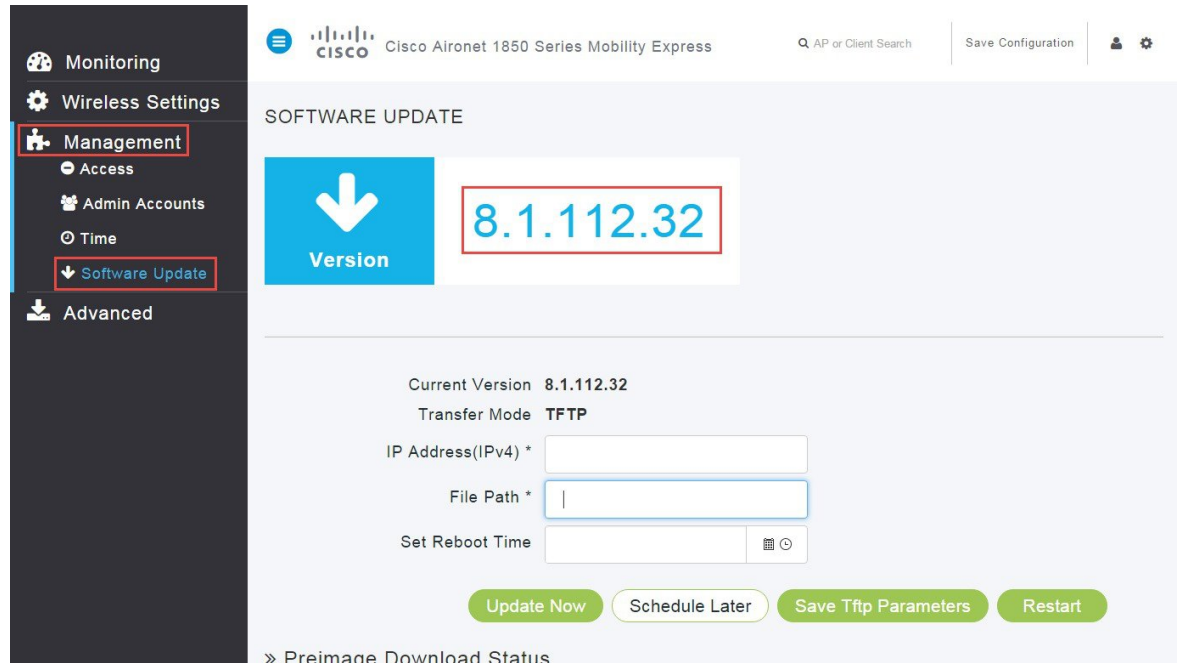 Monitoring
Wireless Settings
Management
Access
Admin Accounts
Time
Software Update
Advanced
CISCO Cisco Aironet 1850 Series Mobility Express AP or Client Search Save Configuration
SOFTWARE UPDATE
Version
8.1.112.32
Current Version 8.1.112.32
Transfer Mode TFTP
IP Address(IPv4) *
File Path *
Set Reboot Time
Update Now Schedule Later Save Tftp Parameters Restart
» Preimage Download Status